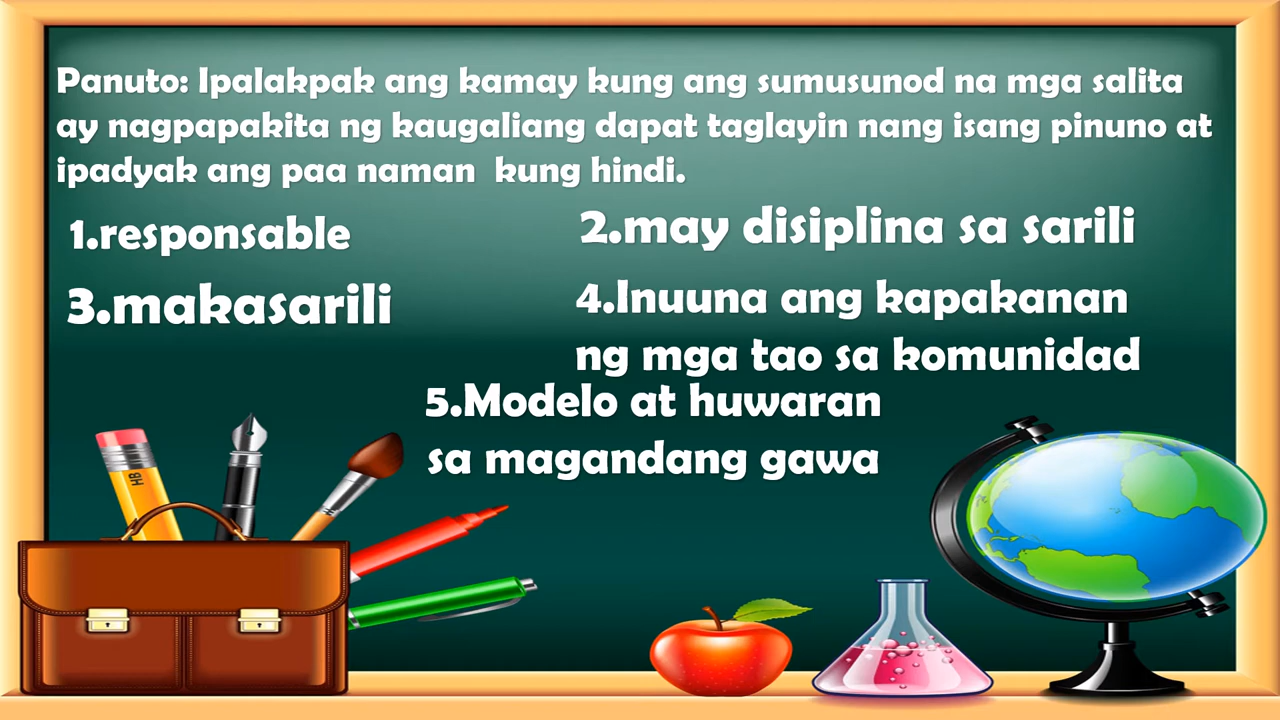 Panuto: Ipalakpak ang kamay kung ang sumusunod na mga salita
ay nagpapakita ng kaugaliang dapat taglayin nang isang pinuno at
ipadyak ang paa naman kung hindi.
1.responsable
2.may disiplina sa sarili
3.makasarili
4.Inuuna ang kapakanan
ng mga tao sa komunidad
5.Modelo at huwaran
sa magandang gawa
HB